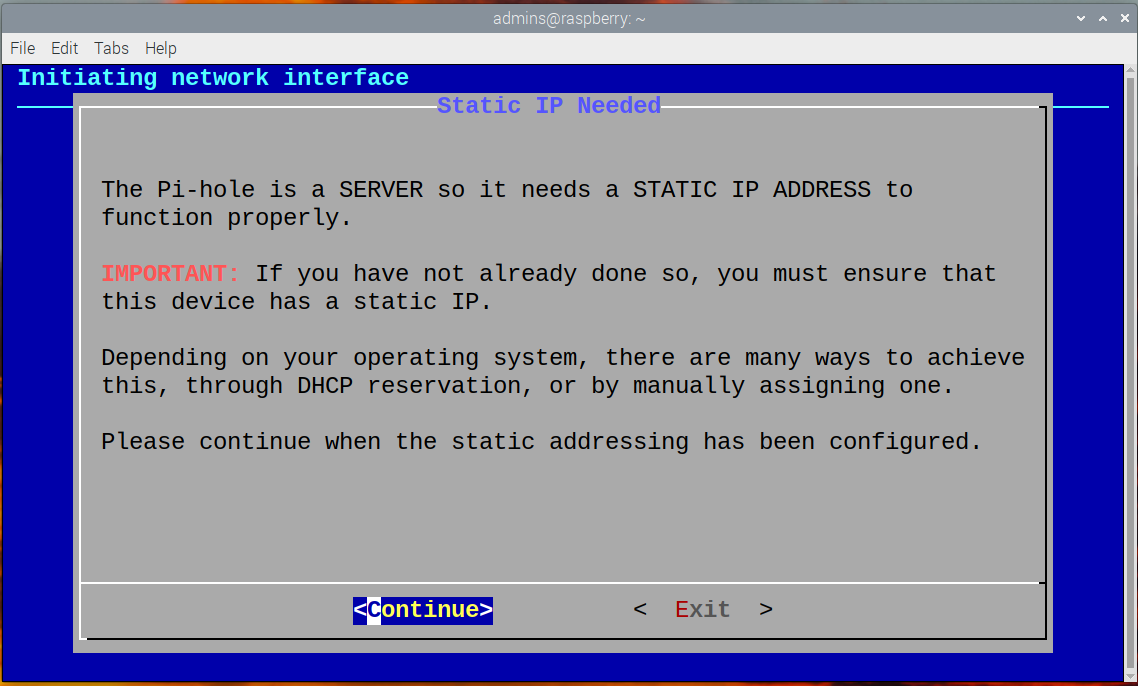 admins@raspberry: ~
File Edit Tabs Help
Initiating network interface
Static IP Needed
The Pi-hole is a SERVER so it needs a STATIC IP ADDRESS to
function properly.
IMPORTANT: If you have not already done so, you must ensure that
this device has a static IP.
Depending on your operating system, there are many ways to achieve
this, through DHCP reservation, or by manually assigning one.
Please continue when the static addressing has been configured.
<Continue> < Exit >